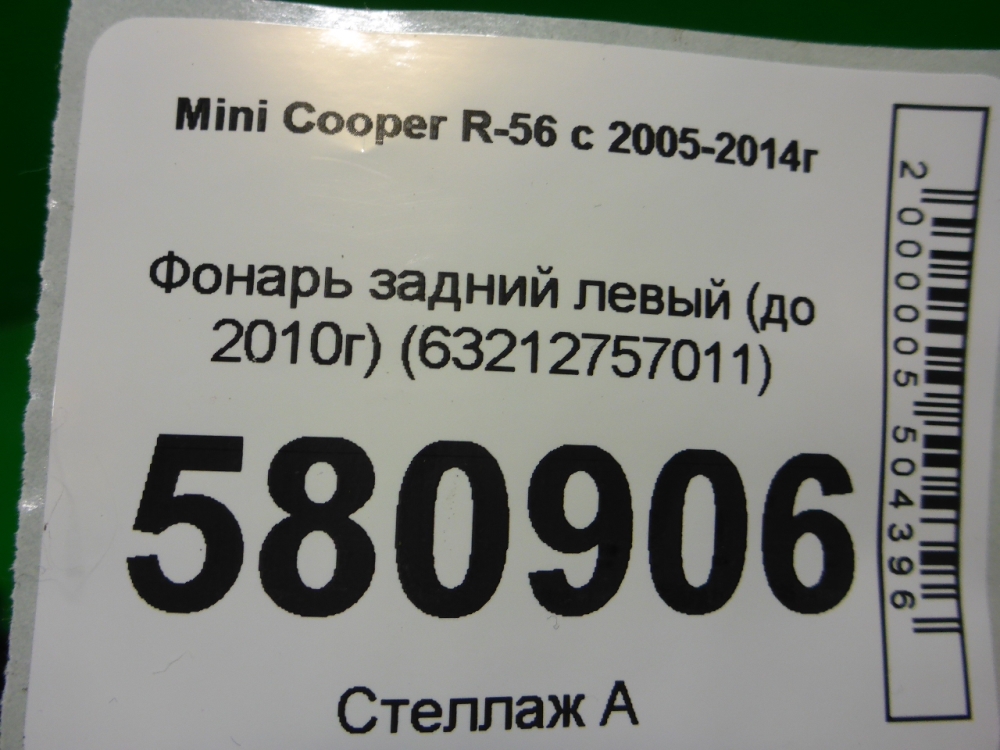 Mini Cooper R-56 с 2005-2014г
Фонарь задний левый (до
2010г) (63212757011)
580906
Стеллаж А
2000005504396